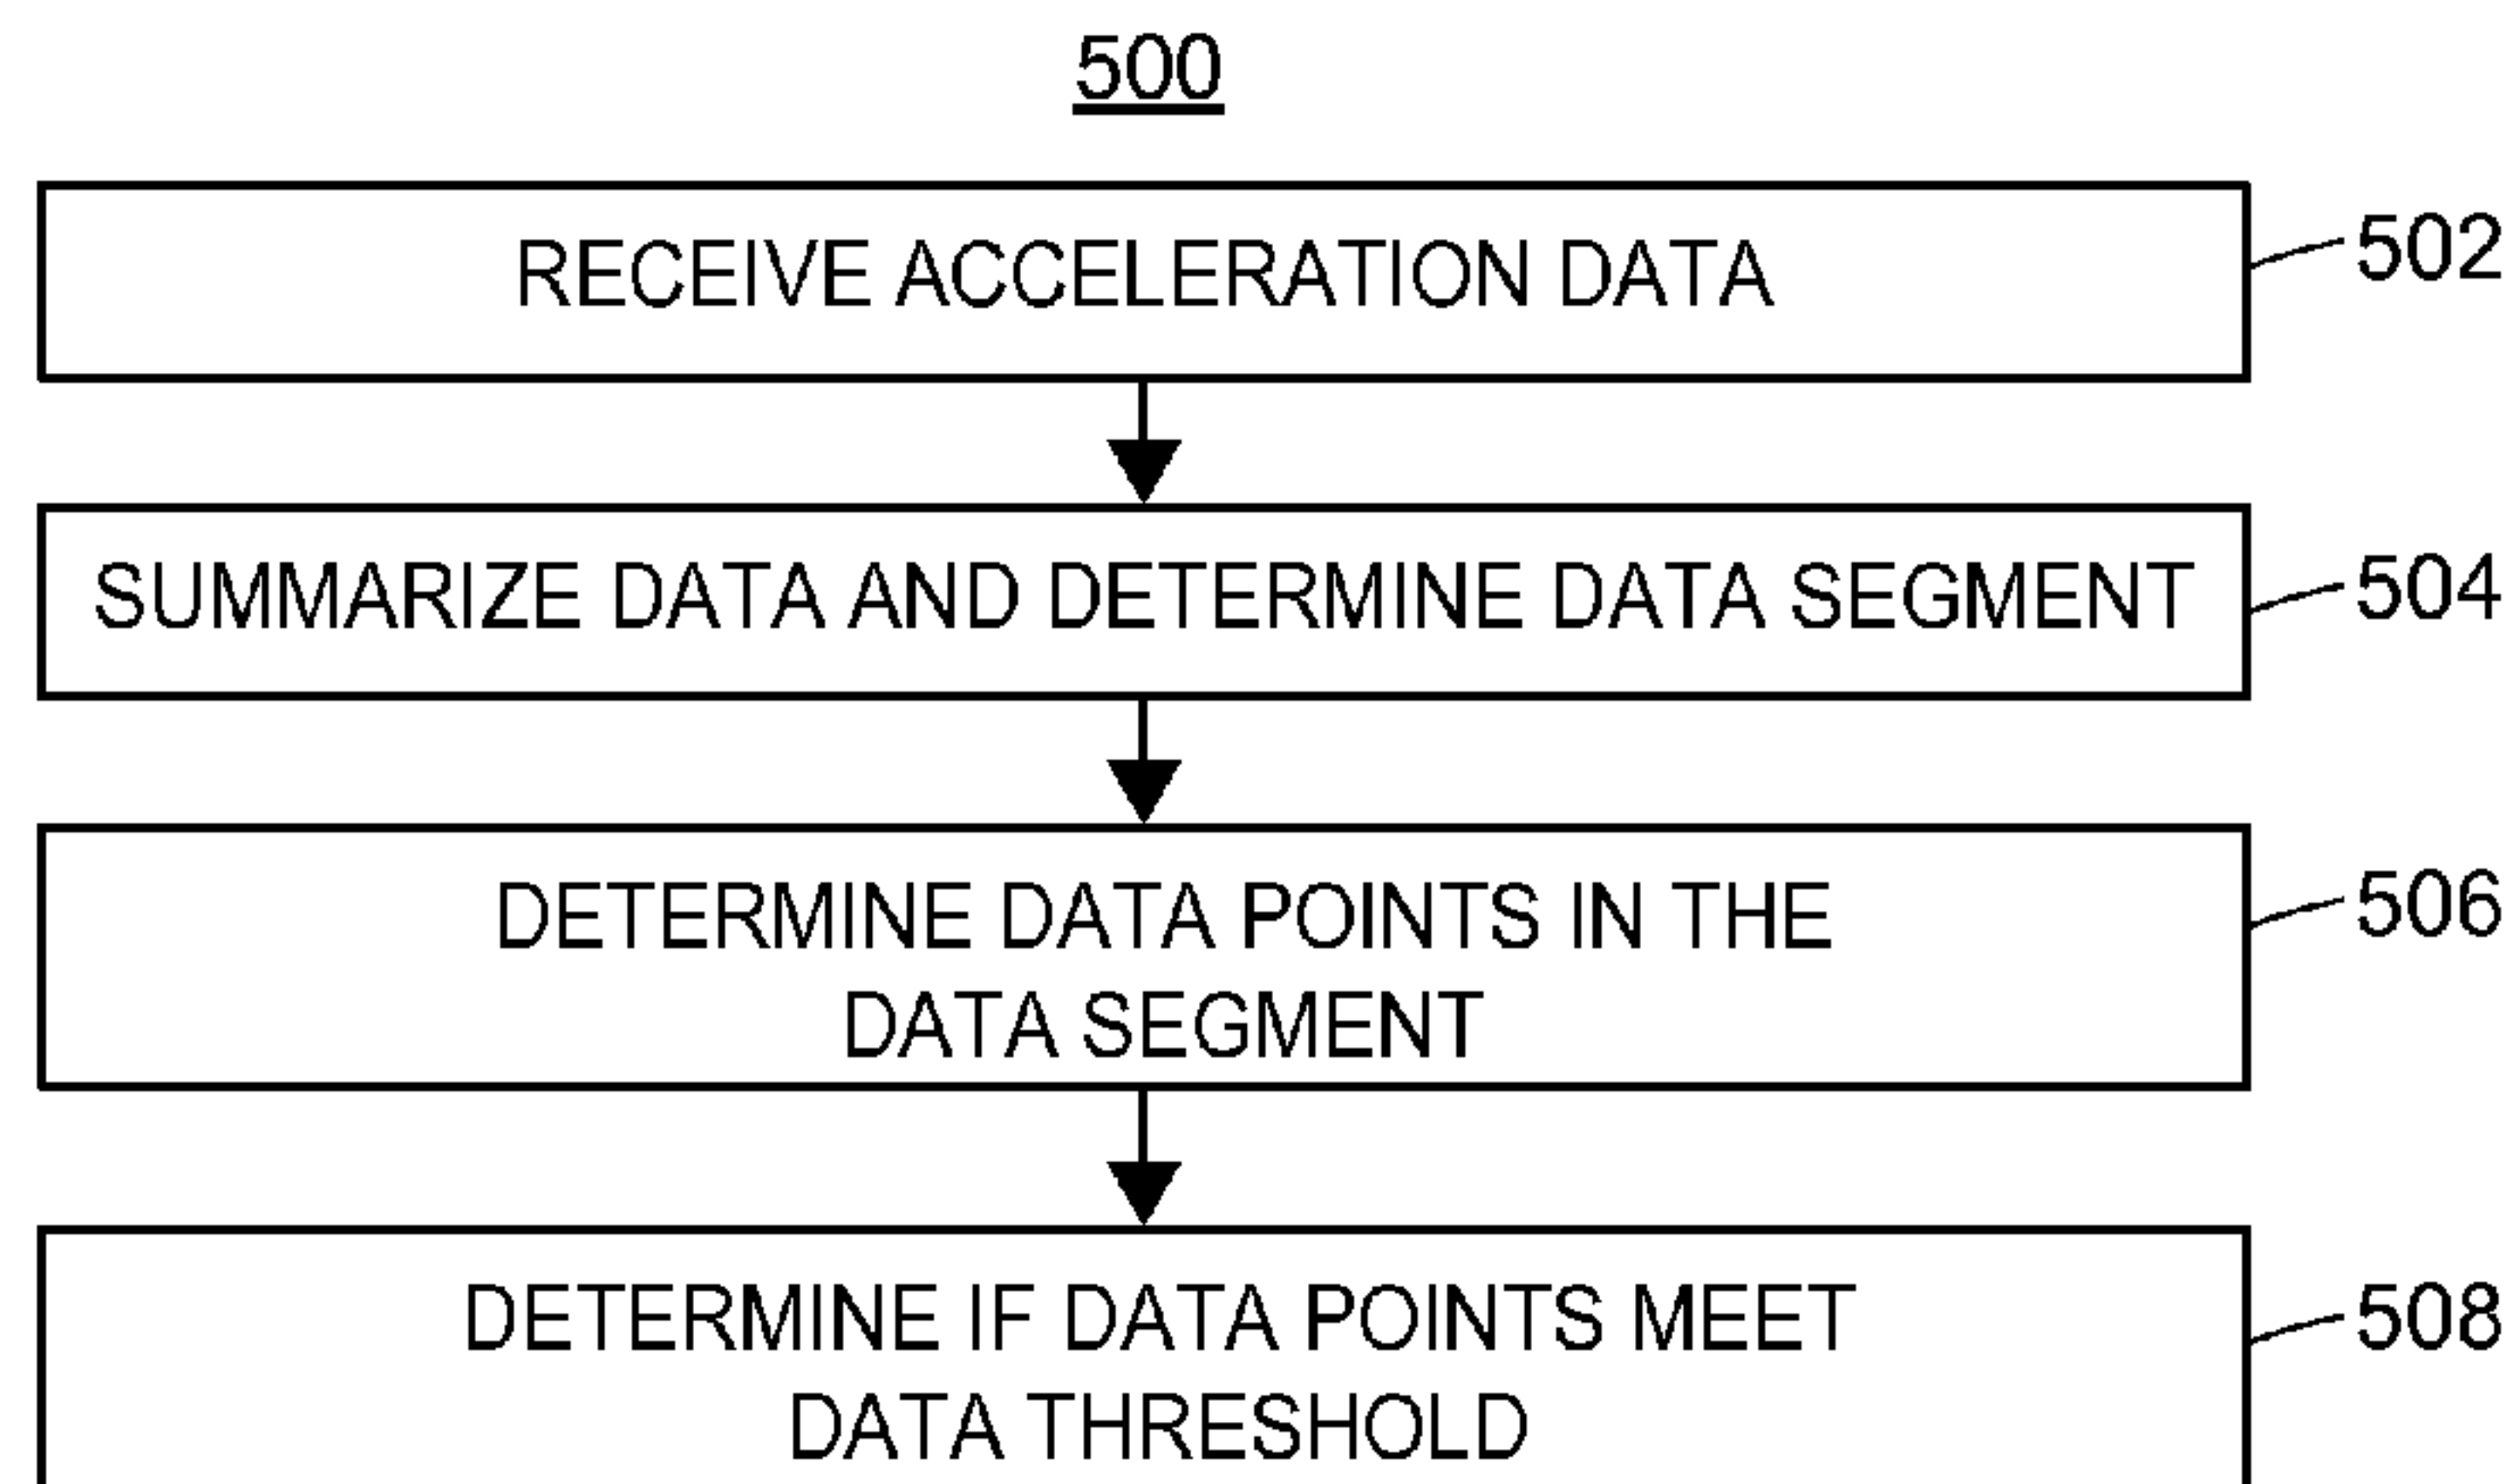 500
RECEIVE ACCELERATION DATA
502
SUMMARIZE DATA AND DETERMINE DATA SEGMENT
504
DETERMINE DATA POINTS IN THE
DATA SEGMENT
506
DETERMINE IF DATA POINTS MEET
DATA THRESHOLD
508